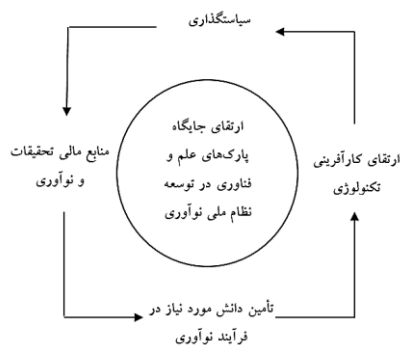 سیاستگذاری
ارتقای جایگاه
پارک‌های علم و
فناوری در توسعه
نظام ملی نوآوری
ارتقای کارآفرینی
تکنولوژی
منابع مالی تحقیقات
و نوآوری
تأمین دانش مورد نیاز در
فرآیند نوآوری